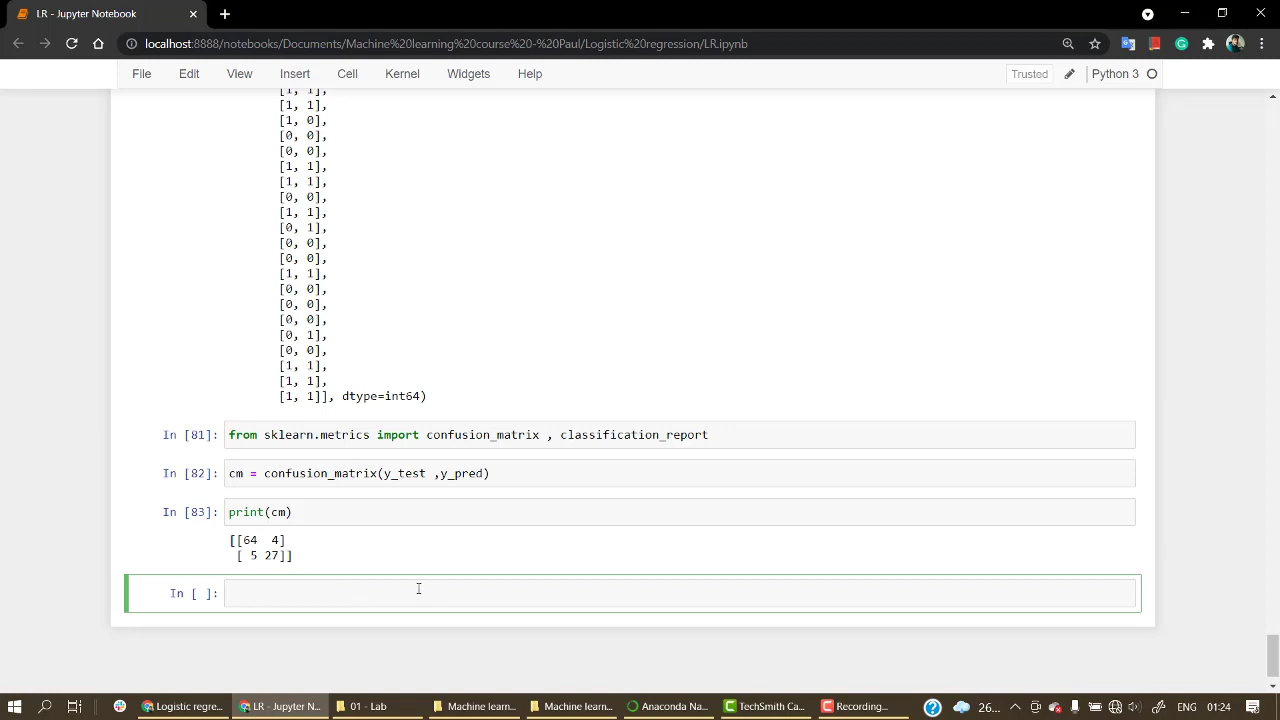 LR - Jupyter Notebook
localhost:8888/notebooks/Documents/Machine%20learning%20course%20-%20Paul/Logistic%20regression/LR.ipynb
File Edit View Insert Cell Kernel Widgets Help Trusted Python 3
[1, 1],
[1, 1],
[1, 0],
[0, 0],
[0, 0],
[1, 1],
[1, 1],
[0, 0],
[1, 1],
[0, 1],
[0, 0],
[0, 0],
[1, 1],
[0, 0],
[0, 0],
[0, 0],
[0, 1],
[0, 0],
[1, 1],
[1, 1],
[1, 1]], dtype=int64)
In [81]: from sklearn.metrics import confusion_matrix , classification_report
In [82]: cm = confusion_matrix(y_test ,y_pred)
In [83]: print(cm)
[[64 4]
[ 5 27]]
In [ ]:
Logistic regre... LR - Jupyter N... 01 - Lab Machine learn... Machine learn... Anaconda Na... TechSmith Ca... Recording... 26... ENG 01:24